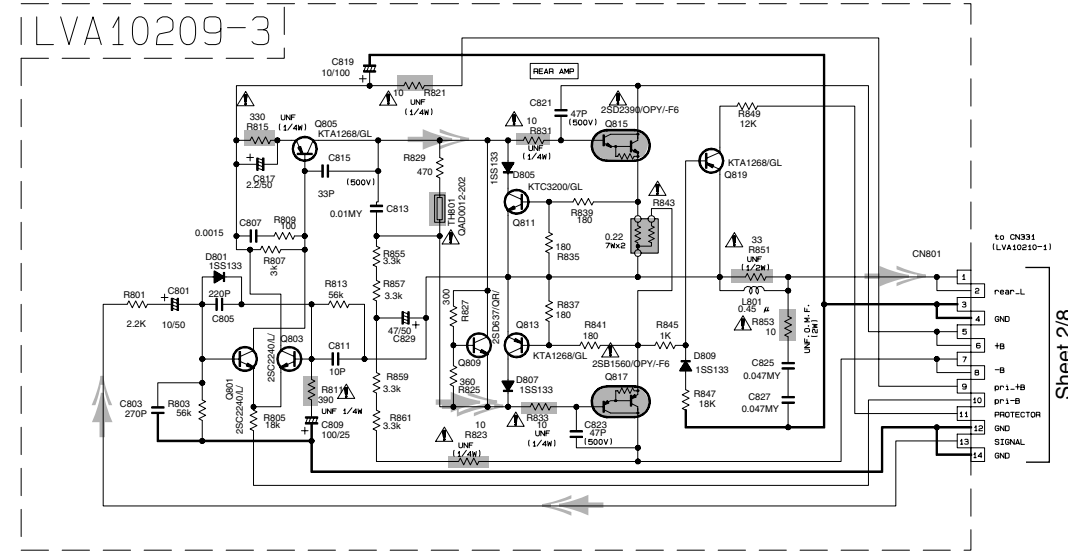 LVA10209-3
C819
10/100
+
10
R821
UNF
(1/4W)
REAR AMP
C821
47P
(500V)
2SD2390/OPY/-F6
Q815
R849
12K
330
R815
UNF
(1/4W)
Q805
KTA1268/GL
10
R831
UNF
(1/4W)
KTA1268/GL
Q819
C817
2.2/50
C815
33P
(500V)
R829
470
1SS133
D805
KTC3200/GL
Q811
TH801
QAD0012-202
R839
180
R843
0.22
7Wx2
0.01MY
C813
C807
0.0015
R809
100
R807
3k
180
R835
33
R851
UNF
(1/2W)
CN801
to CN331
(LVA10210-1)
D801
1SS133
R855
3.3k
R813
56k
R857
3.3k
R801
2.2K
C801
10/50
220P
C805
300
R827
2SD637/QR/
R837
180
L801
0.45 μ
R853
10
UNF.O.M.F.
(2W)
47/50
C829
Q813
R841
180
R845
1K
Q803
2SC2240/L/
C811
10P
Q809
KTA1268/GL
2SB1560/OPY/-F6
D809
1SS133
C825
0.047MY
Q801
2SC2240/L/
R811
390
UNF 1/4W
R859
3.3k
360
R825
D807
1SS133
Q817
R847
18K
C827
0.047MY
C803
270P
R803
56k
R805
18k
C809
100/25
R861
3.3k
R833
10
UNF
(1/4W)
C823
47P
(500V)
10
R823
UNF
(1/4W)
1
2 rear_L
3
4 GND
5
6 +B
7
8 -B
9 pri_+B
10 pri-B
11 PROTECTOR
12 GND
13 SIGNAL
14 GND
Sheet 2/8